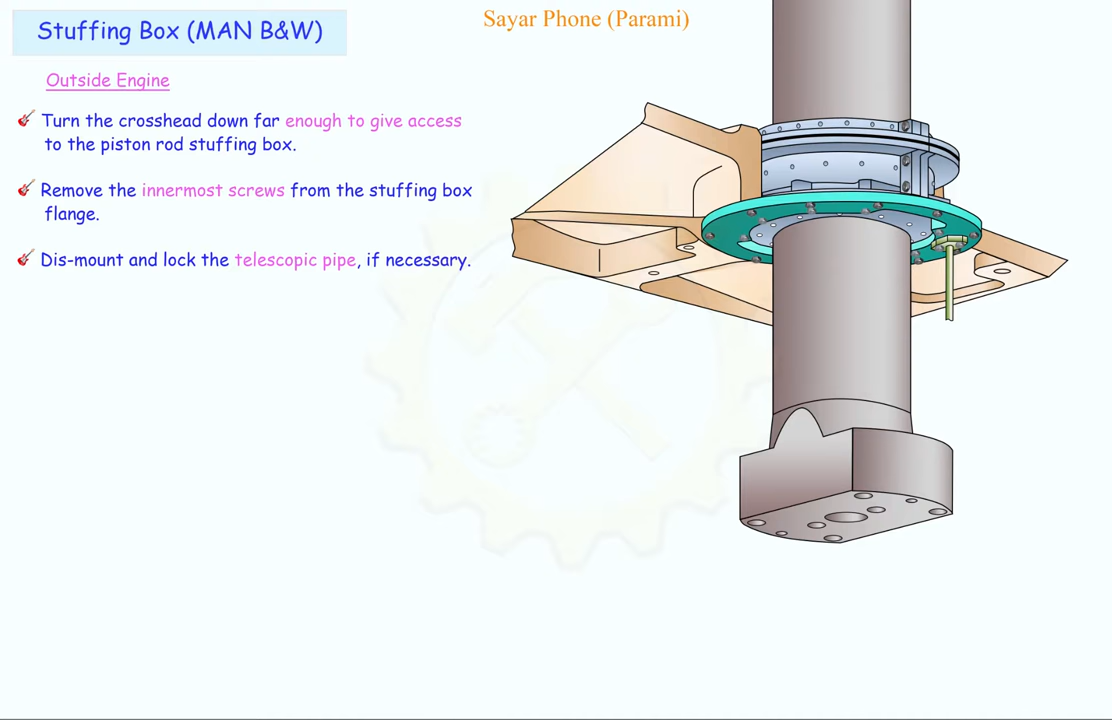 Stuffing Box (MAN B&W)
Sayar Phone (Parami)
Outside Engine
Turn the crosshead down far enough to give access
to the piston rod stuffing box.
Remove the innermost screws from the stuffing box
flange.
Dis-mount and lock the telescopic pipe, if necessary.